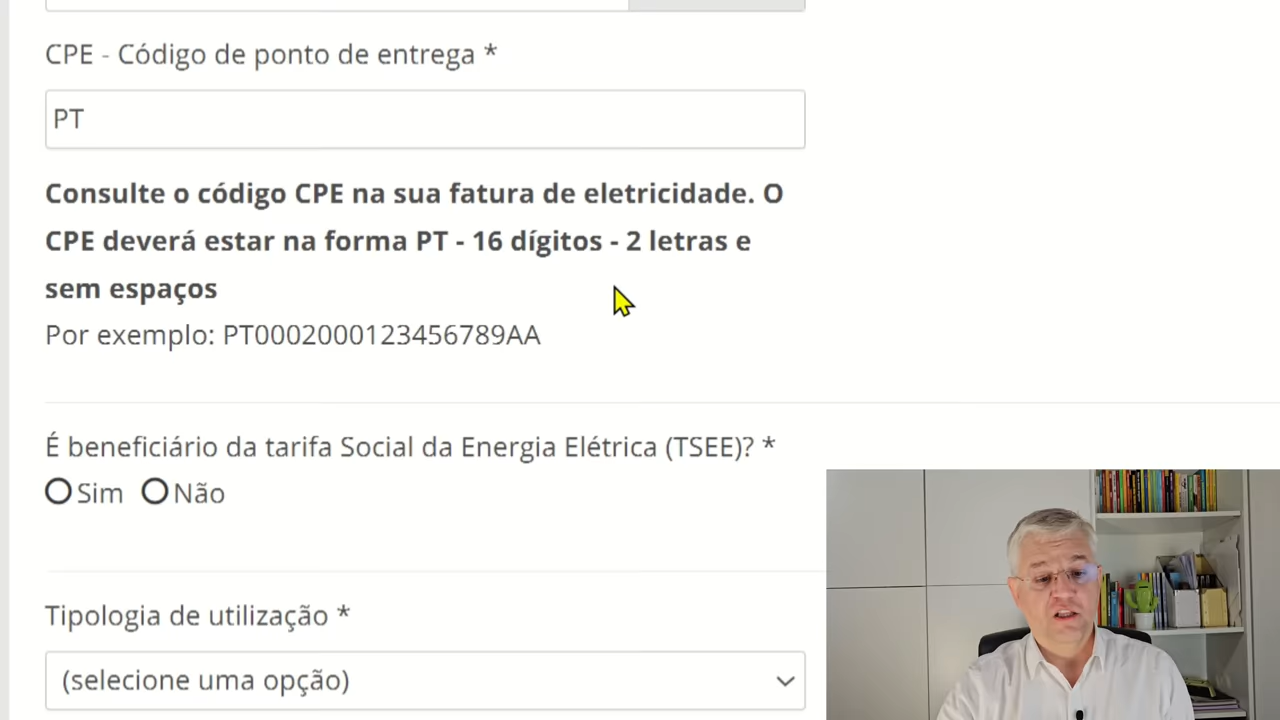 CPE - Código de ponto de entrega *
PT
Consulte o código CPE na sua fatura de eletricidade. O
CPE deverá estar na forma PT - 16 dígitos - 2 letras e
sem espaços
Por exemplo: PT0002000123456789AA
É beneficiário da tarifa Social da Energia Elétrica (TSEE)? *
Sim Não
Tipologia de utilização *
(selecione uma opção)